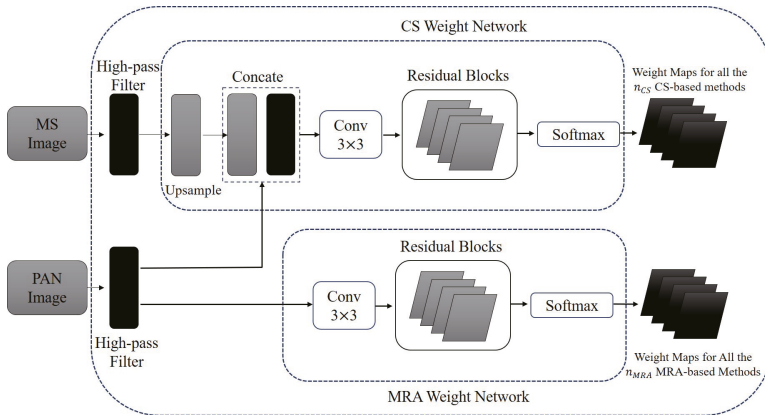 CS Weight Network
High-pass
Filter
Concate
Residual Blocks
Weight Maps for all the
n_CS CS-based methods
MS
Image
Conv
3×3
Softmax
Upsample
Residual Blocks
PAN
Image
Conv
3×3
Softmax
High-pass
Filter
Weight Maps for All the
n_MRA MRA-based Methods
MRA Weight Network